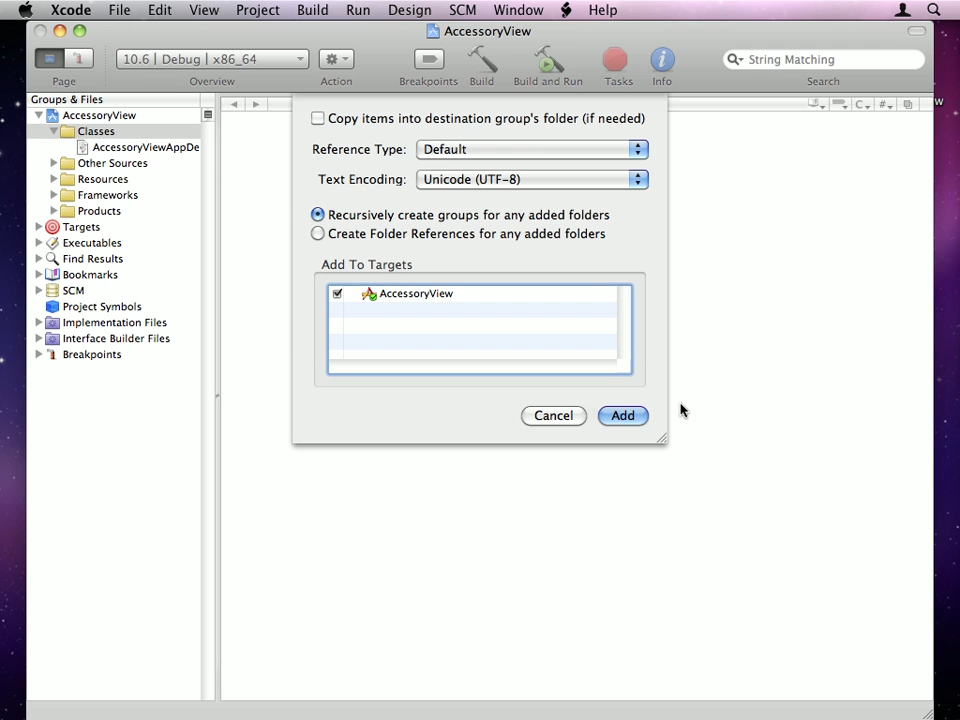 Xcode File Edit View Project Build Run Design SCM Window Help
AccessoryView
10.6 | Debug | x86_64
String Matching
Page Overview Action Breakpoints Build Build and Run Tasks Info Search
Groups & Files
AccessoryView
Classes
AccessoryViewAppDe
Other Sources
Resources
Frameworks
Products
Targets
Executables
Find Results
Bookmarks
SCM
Project Symbols
Implementation Files
Interface Builder Files
Breakpoints
C
#
w
Copy items into destination group's folder (if needed)
Reference Type: Default
Text Encoding: Unicode (UTF-8)
Recursively create groups for any added folders
Create Folder References for any added folders
Add To Targets
AccessoryView
Cancel Add